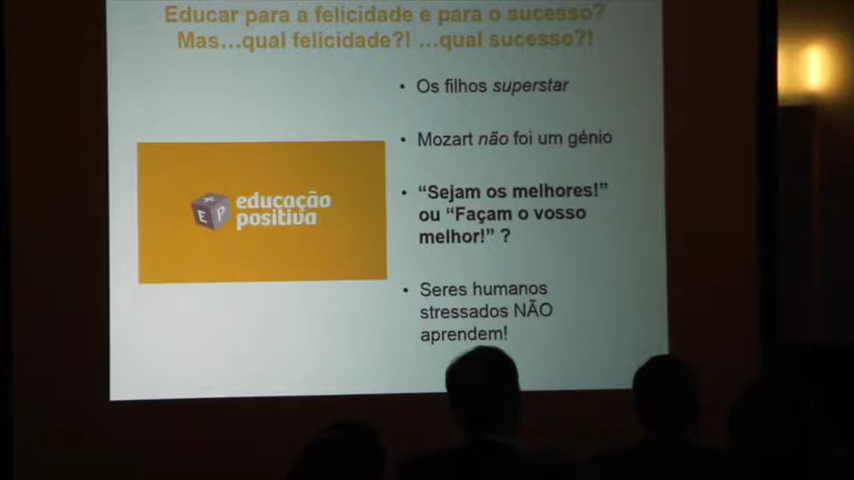 Educar para a felicidade e para o sucesso?
Mas...qual felicidade?! ...qual sucesso?!
• Os filhos superstar
• Mozart não foi um génio
• “Sejam os melhores!”
ou “Façam o vosso
melhor!” ?
• Seres humanos
stressados NÃO
aprendem!
E P
educação
positiva